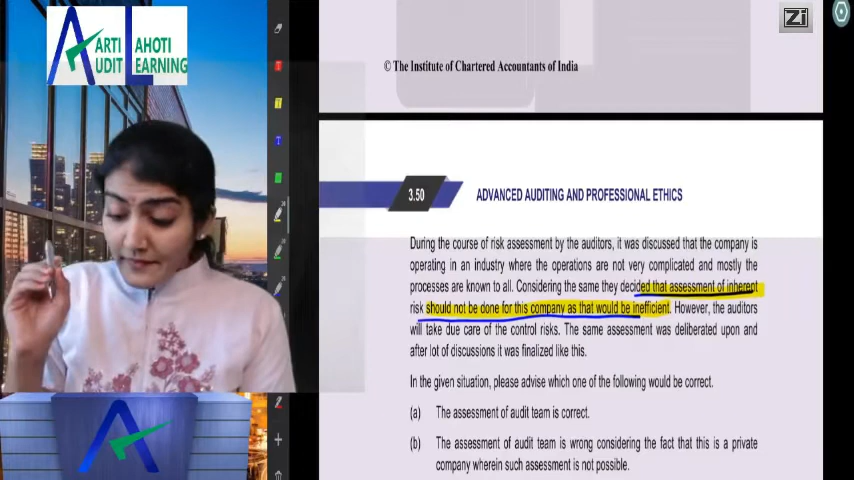 ARTI LAHOTI
AUDIT LEARNING
Zi
© The Institute of Chartered Accountants of India
3.50 ADVANCED AUDITING AND PROFESSIONAL ETHICS
During the course of risk assessment by the auditors, it was discussed that the company is
operating in an industry where the operations are not very complicated and mostly the
processes are known to all. Considering the same they decided that assessment of inherent
risk should not be done for this company as that would be inefficient. However, the auditors
will take due care of the control risks. The same assessment was deliberated upon and
after lot of discussions it was finalized like this.
In the given situation, please advise which one of the following would be correct.
(a) The assessment of audit team is correct.
(b) The assessment of audit team is wrong considering the fact that this is a private
company wherein such assessment is not possible.